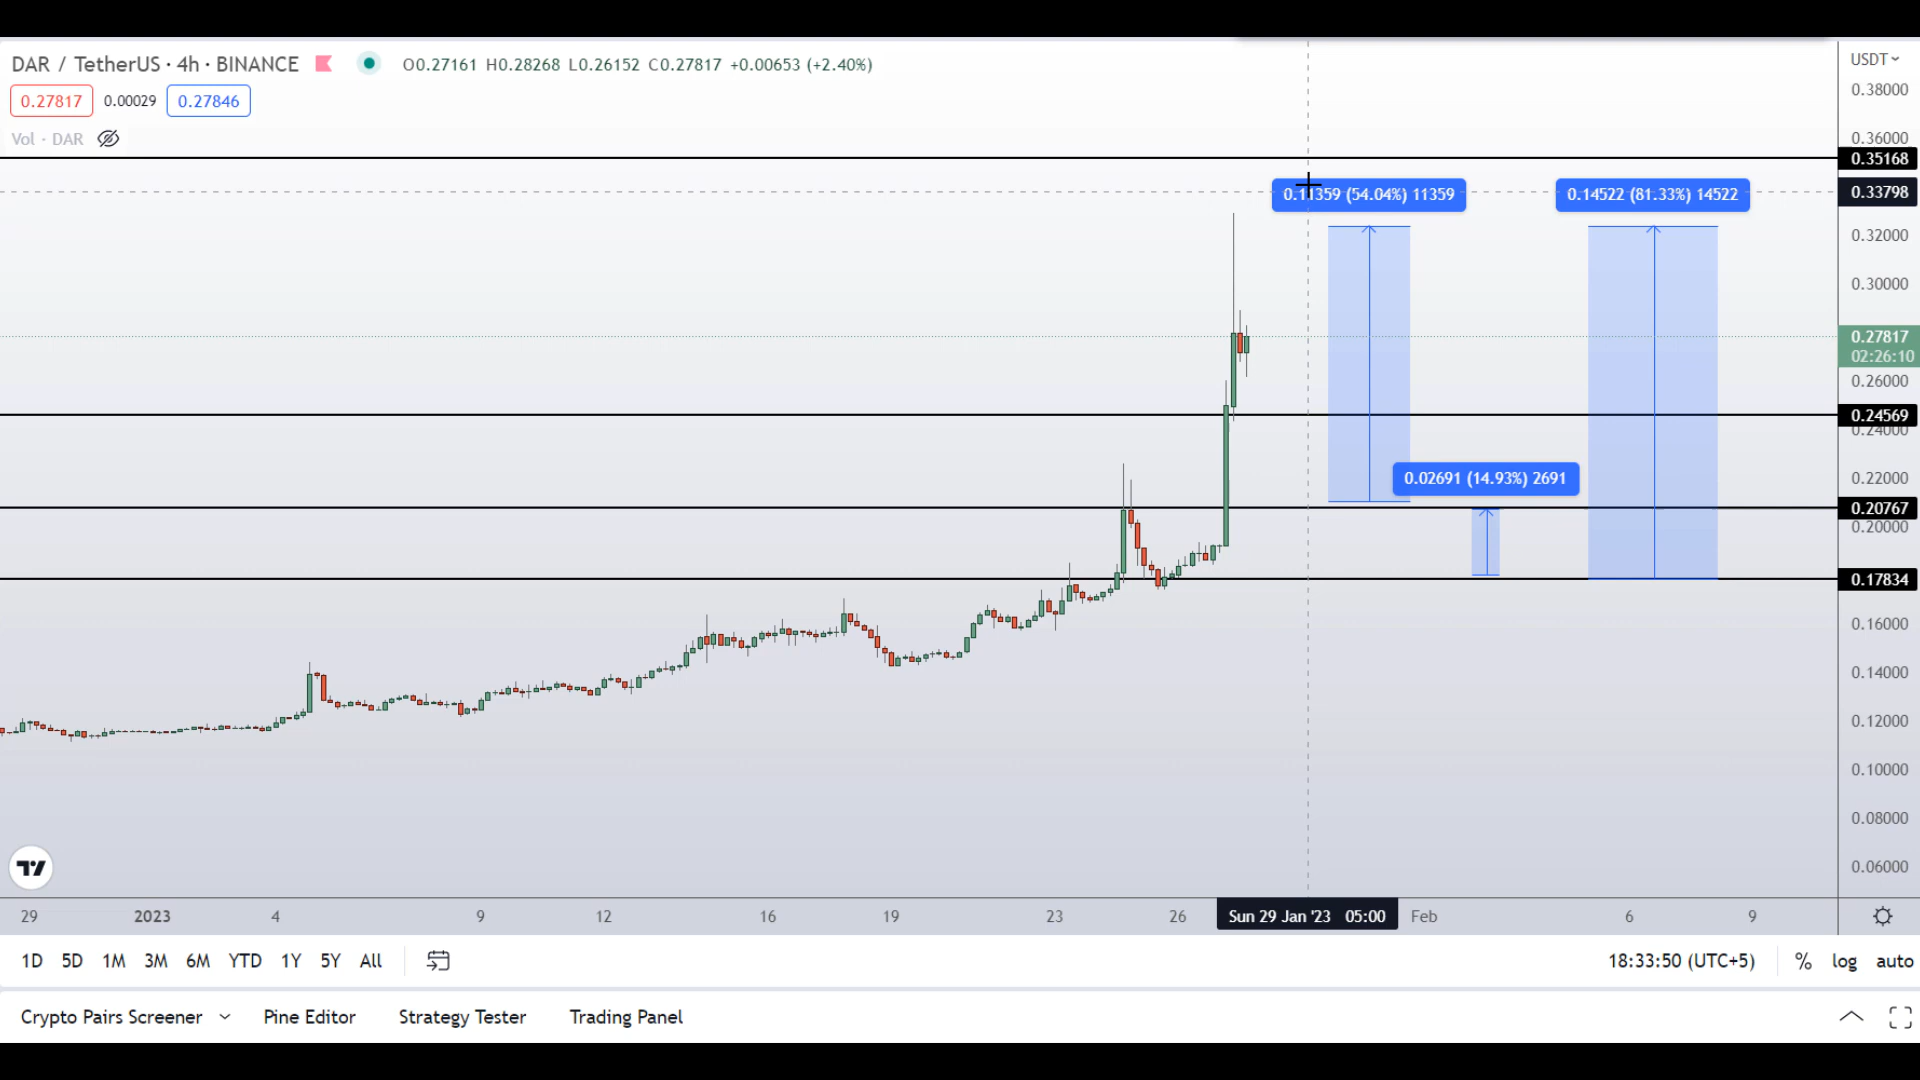 DAR / TetherUS · 4h · BINANCE O0.27161 H0.28268 L0.26152 C0.27817 +0.00653 (+2.40%)
0.27817 0.00029 0.27846
Vol · DAR
USDT
0.38000
0.36000
0.35168
0.33798
0.32000
0.30000
0.27817
02:26:10
0.26000
0.24569
0.24000
0.22000
0.20767
0.20000
0.17834
0.16000
0.14000
0.12000
0.10000
0.08000
0.06000
0.11359 (54.04%) 11359
0.14522 (81.33%) 14522
0.02691 (14.93%) 2691
29 2023 4 9 12 16 19 23 26 Sun 29 Jan '23 05:00 Feb 6 9
1D 5D 1M 3M 6M YTD 1Y 5Y All 18:33:50 (UTC+5) % log auto
Crypto Pairs Screener Pine Editor Strategy Tester Trading Panel